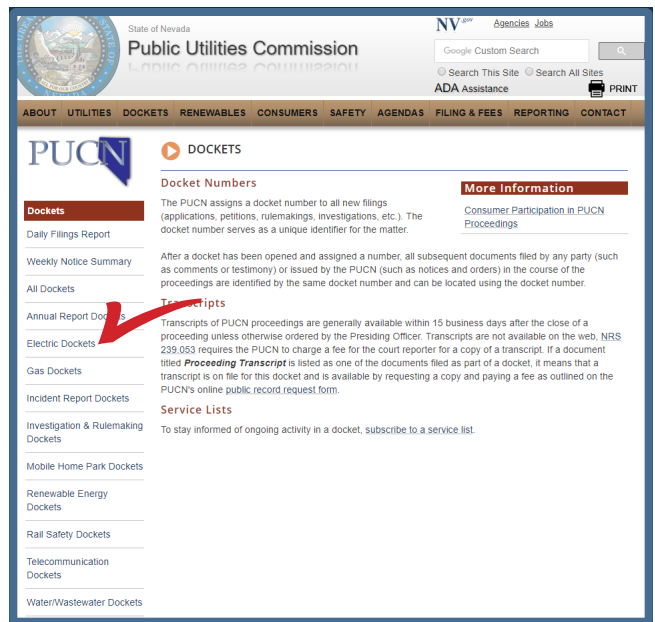 State of Nevada
Public Utilities Commission
NV.gov Agencies Jobs
Google Custom Search
Search This Site Search All Sites
ADA Assistance PRINT
ABOUT UTILITIES DOCKETS RENEWABLES CONSUMERS SAFETY AGENDAS FILING & FEES REPORTING CONTACT
PUCN
Dockets
Daily Filings Report
Weekly Notice Summary
All Dockets
Annual Report Dockets
Electric Dockets
Gas Dockets
Incident Report Dockets
Investigation & Rulemaking
Dockets
Mobile Home Park Dockets
Renewable Energy
Dockets
Rail Safety Dockets
Telecommunication
Dockets
Water/Wastewater Dockets
DOCKETS
Docket Numbers
The PUCN assigns a docket number to all new filings
(applications, petitions, rulemakings, investigations, etc.). The
docket number serves as a unique identifier for the matter.
More Information
Consumer Participation in PUCN
Proceedings
After a docket has been opened and assigned a number, all subsequent documents filed by any party (such
as comments or testimony) or issued by the PUCN (such as notices and orders) in the course of the
proceedings are identified by the same docket number and can be located using the docket number.
Transcripts
Transcripts of PUCN proceedings are generally available within 15 business days after the close of a
proceeding unless otherwise ordered by the Presiding Officer. Transcripts are not available on the web, NRS
239.053 requires the PUCN to charge a fee for the court reporter for a copy of a transcript. If a document
titled Proceeding Transcript is listed as one of the documents filed as part of a docket, it means that a
transcript is on file for this docket and is available by requesting a copy and paying a fee as outlined on the
PUCN's online public record request form.
Service Lists
To stay informed of ongoing activity in a docket, subscribe to a service list.